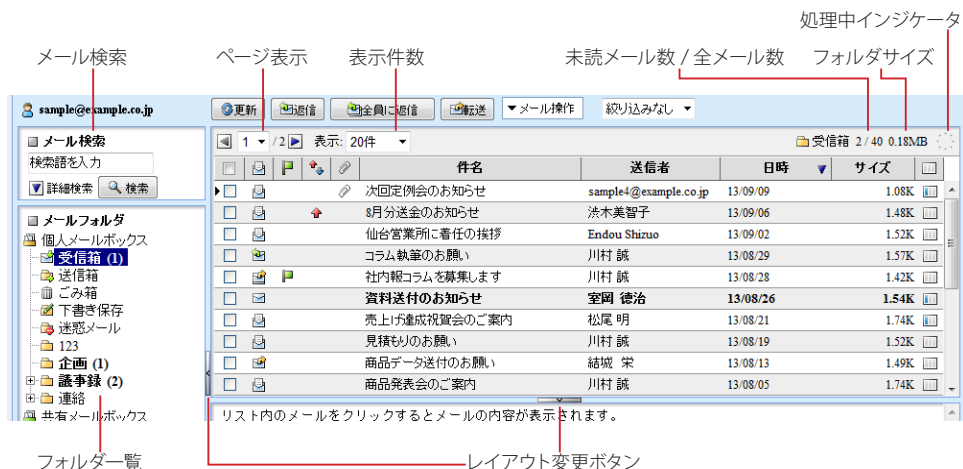 処理中インジケータ
メール検索
ページ表示
表示件数
未読メール数 / 全メール数
フォルダサイズ
sample@example.co.jp
更新
返信
全員に返信
転送
▼メール操作
絞り込みなし ▼
メール検索
検索語を入力
詳細検索
検索
メールフォルダ
個人メールボックス
受信箱 (1)
送信箱
ごみ箱
下書き保存
迷惑メール
123
企画 (1)
議事録 (2)
連絡
共有メールボックス
1 ▼ / 2 表示: 20件 ▼
受信箱 2 / 40 0.18MB
件名 送信者 日時 ▼ サイズ
次回定例会のお知らせ sample4@example.co.jp 13/09/09 1.08K
8月分送金のお知らせ 渋木美智子 13/09/06 1.48K
仙台営業所に着任の挨拶 Endou Shizuo 13/09/02 1.52K
コラム執筆のお願い 川村 誠 13/08/29 1.57K
社内報コラムを募集します 川村 誠 13/08/28 1.42K
資料送付のお知らせ 室岡 徳治 13/08/26 1.54K
売上げ達成祝賀会のご案内 松尾 明 13/08/21 1.74K
見積もりのお願い 川村 誠 13/08/19 1.52K
商品データ送付のお願い 結城 栄 13/08/13 1.49K
商品発表会のご案内 川村 誠 13/08/05 1.74K
リスト内のメールをクリックするとメールの内容が表示されます。
フォルダ一覧
レイアウト変更ボタン